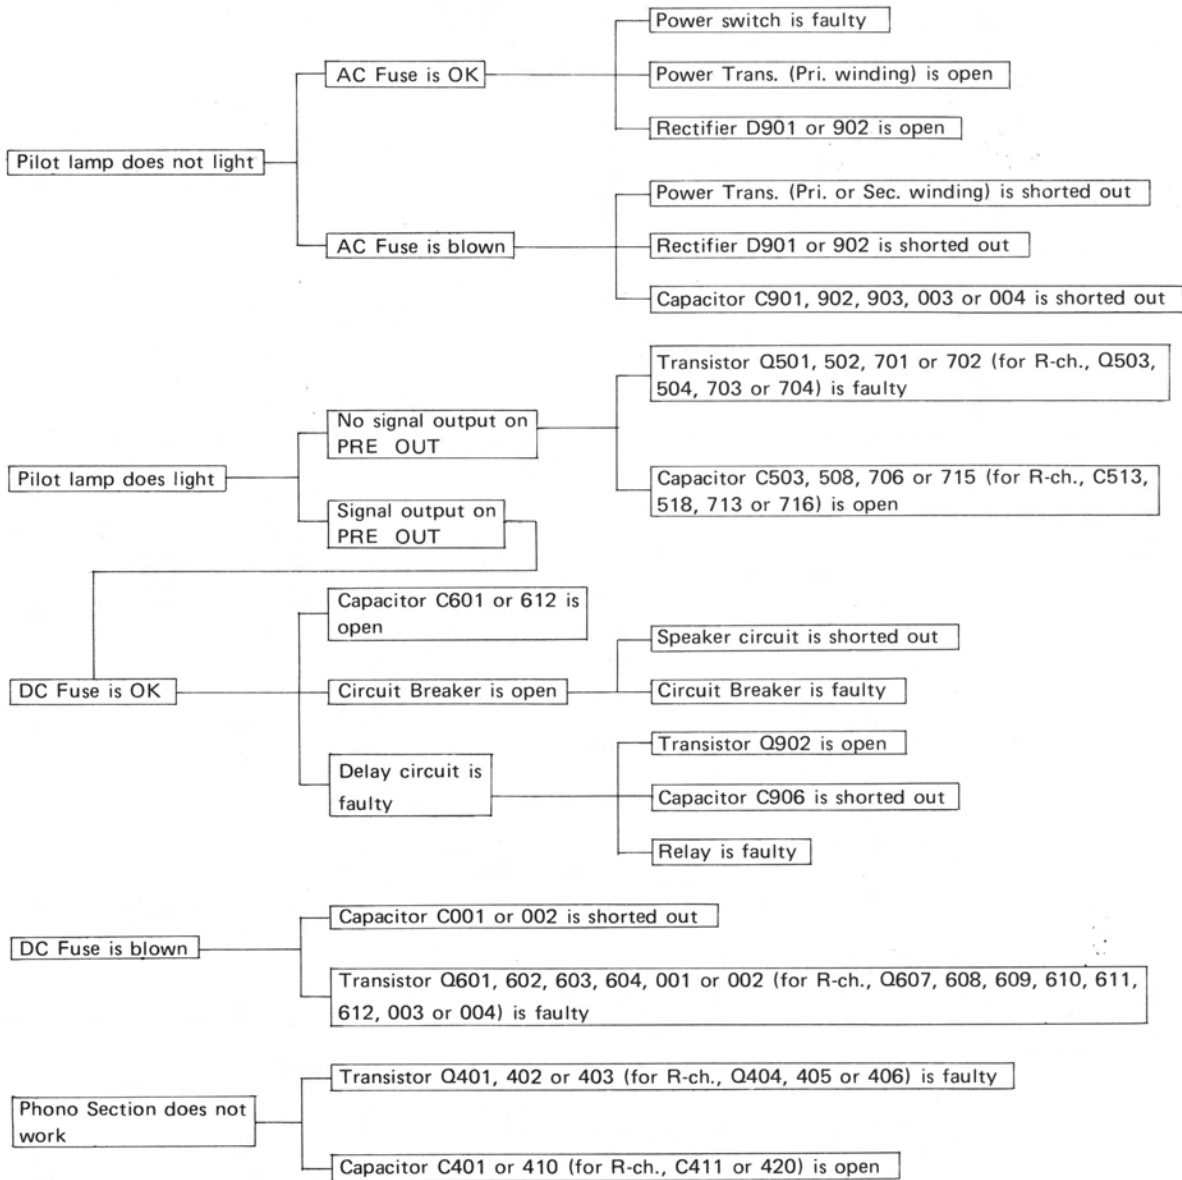 Power switch is faulty
AC Fuse is OK
Power Trans. (Pri. winding) is open
Rectifier D901 or 902 is open
Pilot lamp does not light
Power Trans. (Pri. or Sec. winding) is shorted out
AC Fuse is blown
Rectifier D901 or 902 is shorted out
Capacitor C901, 902, 903, 003 or 004 is shorted out
Transistor Q501, 502, 701 or 702 (for R-ch., Q503,
504, 703 or 704) is faulty
No signal output on
PRE OUT
Pilot lamp does light
Capacitor C503, 508, 706 or 715 (for R-ch., C513,
518, 713 or 716) is open
Signal output on
PRE OUT
Capacitor C601 or 612 is
open
Speaker circuit is shorted out
DC Fuse is OK
Circuit Breaker is open
Circuit Breaker is faulty
Transistor Q902 is open
Delay circuit is
faulty
Capacitor C906 is shorted out
Relay is faulty
Capacitor C001 or 002 is shorted out
DC Fuse is blown
Transistor Q601, 602, 603, 604, 001 or 002 (for R-ch., Q607, 608, 609, 610, 611,
612, 003 or 004) is faulty
Transistor Q401, 402 or 403 (for R-ch., Q404, 405 or 406) is faulty
Phono Section does not
work
Capacitor C401 or 410 (for R-ch., C411 or 420) is open